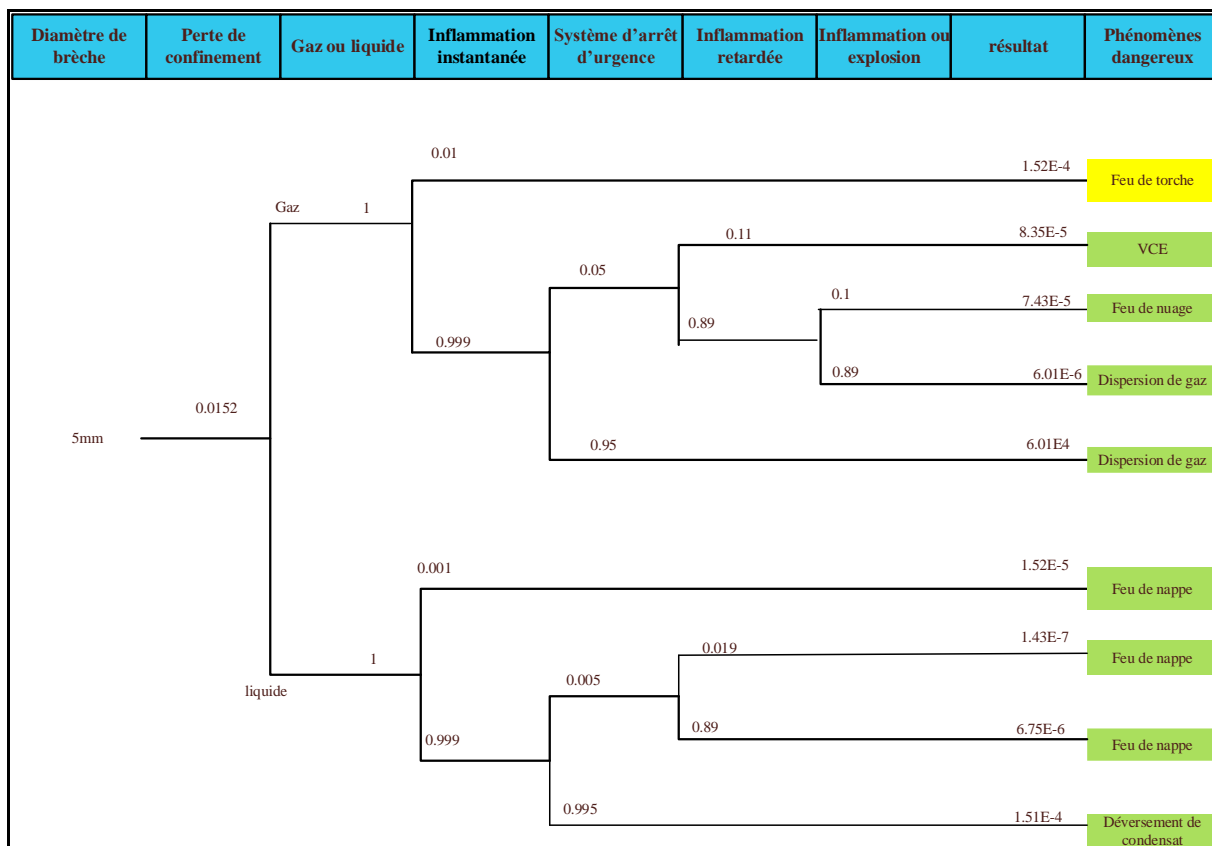 Diamètre de
brèche
Perte de
confinement
Gaz ou liquide
Inflammation
instantanée
Système d'arrêt
d'urgence
Inflammation
retardée
Inflammation ou
explosion
résultat
Phénomènes
dangereux
0.01
1.52E-4
Feu de torche
Gaz
1
0.11
8.35E-5
VCE
0.05
0.1
7.43E-5
Feu de nuage
0.89
0.999
0.89
6.01E-6
Dispersion de gaz
0.0152
5mm
0.95
6.01E4
Dispersion de gaz
0.001
1.52E-5
Feu de nappe
1
liquide
0.019
1.43E-7
Feu de nappe
0.005
0.999
0.89
6.75E-6
Feu de nappe
0.995
1.51E-4
Déversement de
condensat